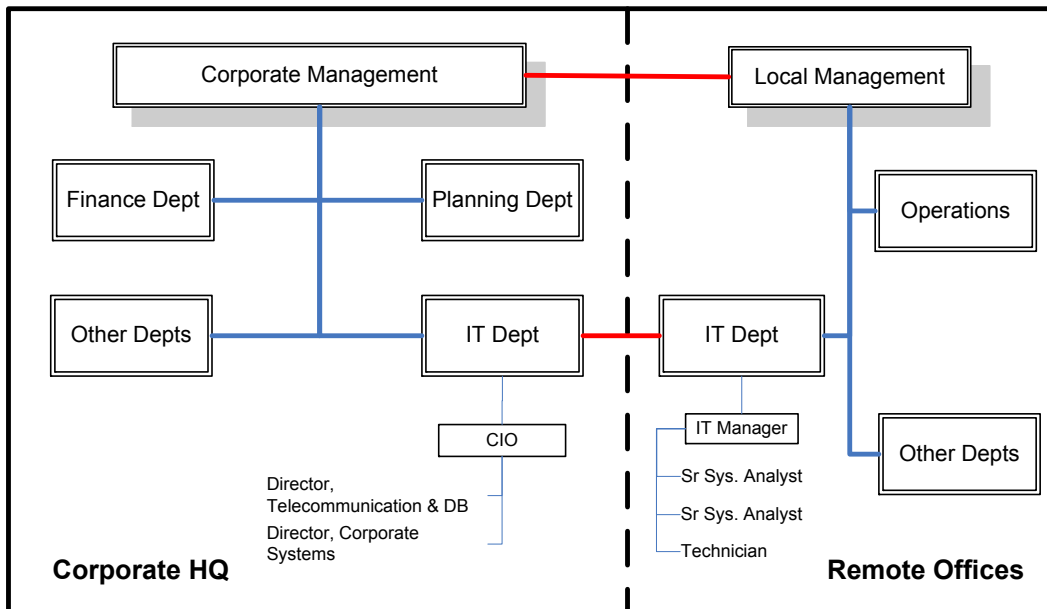 Corporate Management
Local Management
Finance Dept
Planning Dept
Operations
Other Depts
IT Dept
IT Dept
CIO
IT Manager
Other Depts
Director,
Telecommunication & DB
Director, Corporate
Systems
Sr Sys. Analyst
Sr Sys. Analyst
Technician
Corporate HQ
Remote Offices